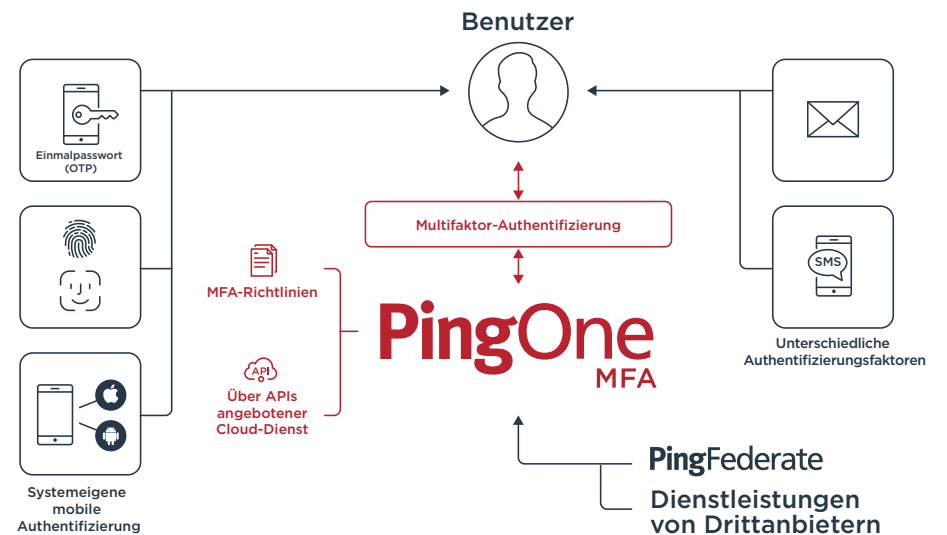 Benutzer
Einmalpasswort
(OTP)
Multifaktor-Authentifizierung
SMS
MFA-Richtlinien
PingOne
MFA
Unterschiedliche
Authentifizierungsfaktoren
API
Über APIs
angebotener
Cloud-Dienst
PingFederate
Systemeigene
mobile
Authentifizierung
Dienstleistungen
von Drittanbietern